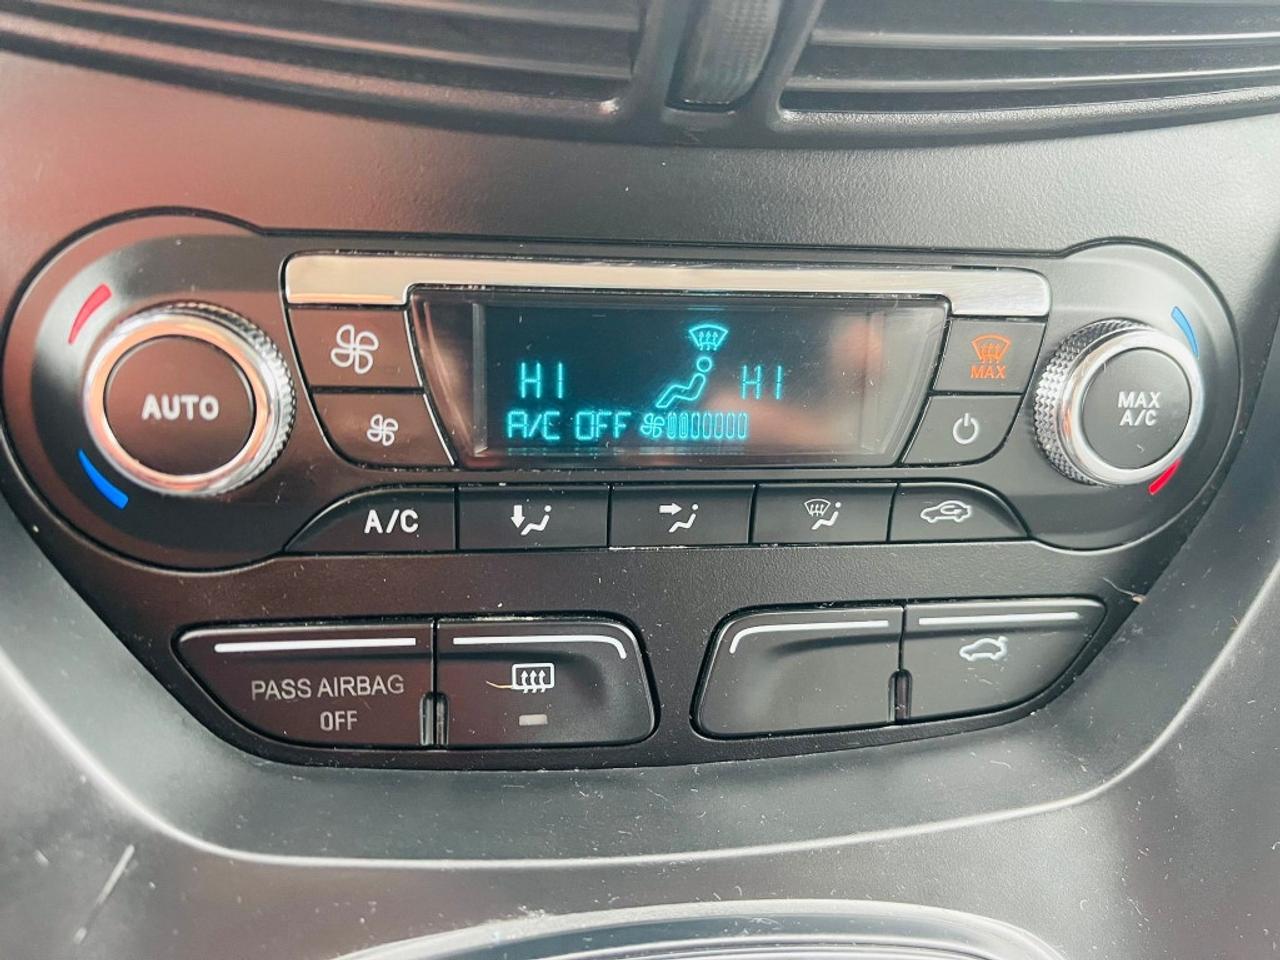 AUTO
HI
HI
A/C OFF
MAX
MAX
A/C
A/C
PASS AIRBAG
OFF